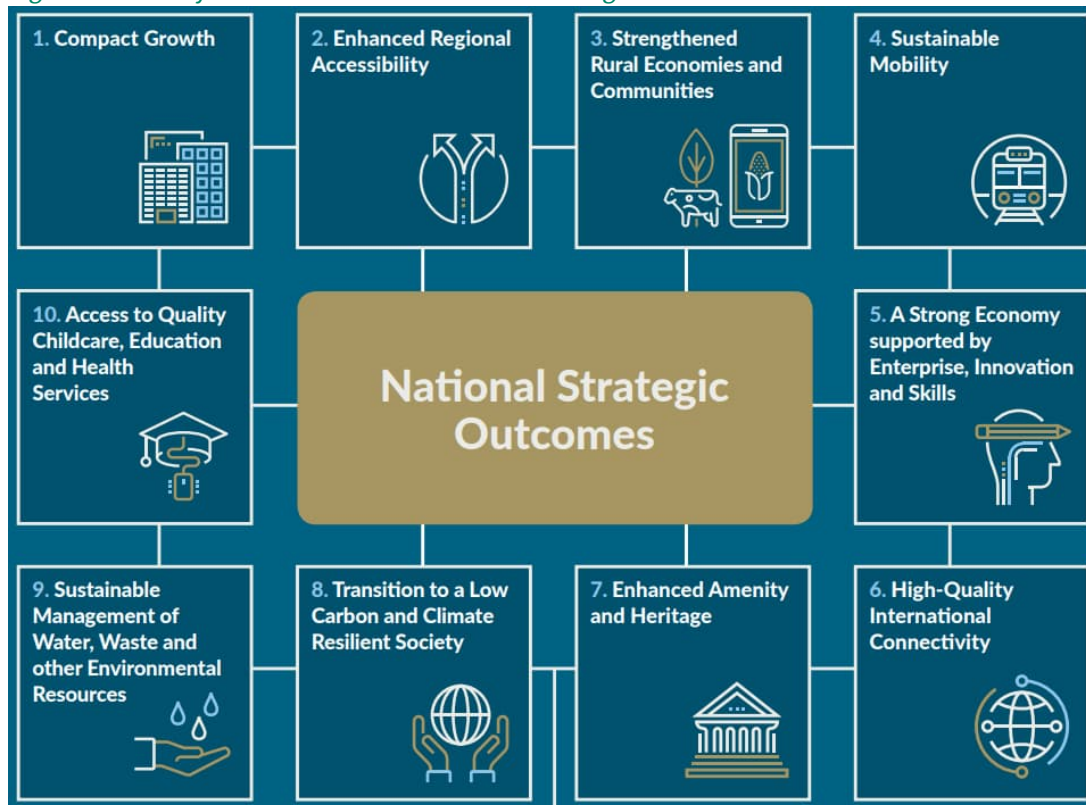 1. Compact Growth
2. Enhanced Regional
Accessibility
3. Strengthened
Rural Economies and
Communities
4. Sustainable
Mobility
10. Access to Quality
Childcare, Education
and Health
Services
National Strategic
Outcomes
5. A Strong Economy
supported by
Enterprise, Innovation
and Skills
9. Sustainable
Management of
Water, Waste and
other Environmental
Resources
8. Transition to a Low
Carbon and Climate
Resilient Society
7. Enhanced Amenity
and Heritage
6. High-Quality
International
Connectivity